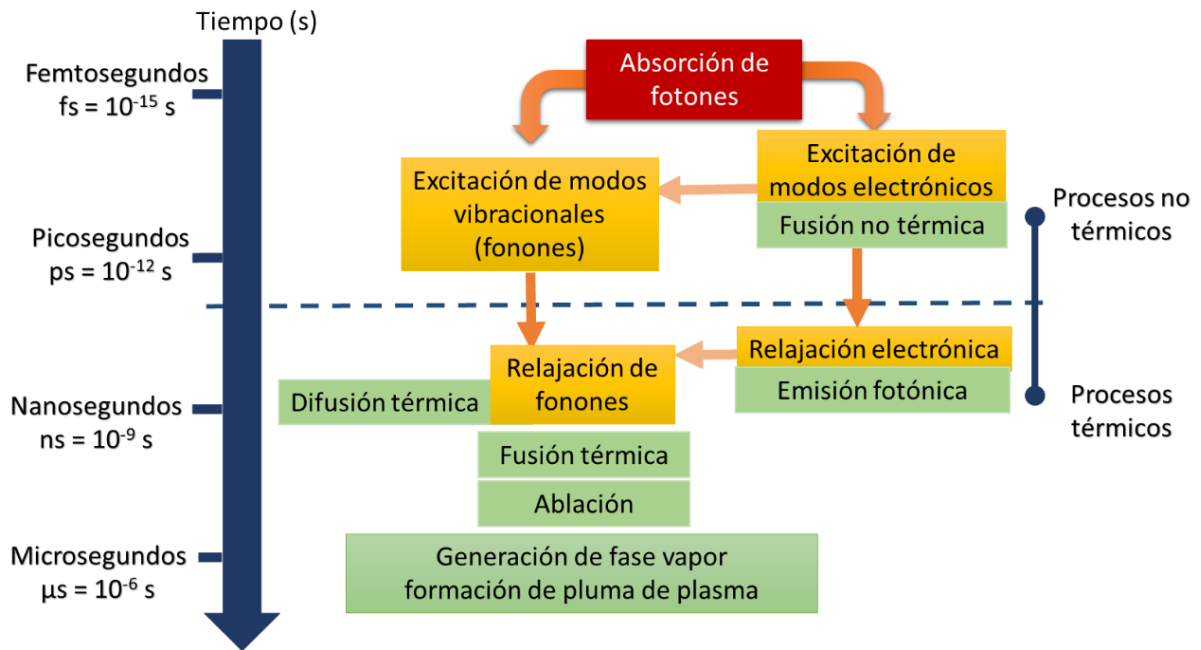 Tiempo (s)
Femtosegundos
fs = 10⁻¹⁵ s
Absorción de
fotones
Excitación de modos
vibracionales
(fonones)
Excitación de
modos electrónicos
Fusión no térmica
Procesos no
térmicos
Picosegundos
ps = 10⁻¹² s
Relajación electrónica
Emisión fotónica
Relajación de
fonones
Difusión térmica
Nanosegundos
ns = 10⁻⁹ s
Procesos
térmicos
Fusión térmica
Ablación
Microsegundos
μs = 10⁻⁶ s
Generación de fase vapor
formación de pluma de plasma